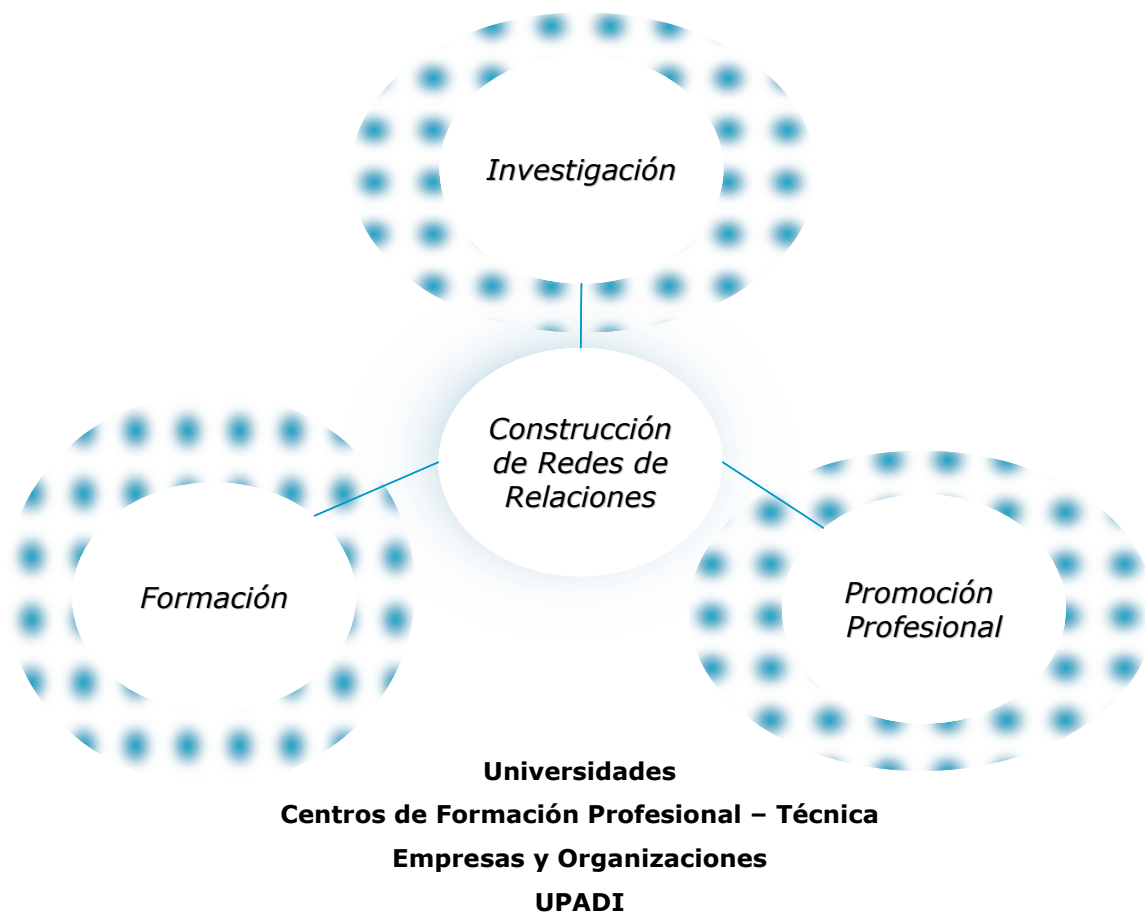 Investigación
Construcción
de Redes de
Relaciones
Formación
Promoción
Profesional
Universidades
Centros de Formación Profesional – Técnica
Empresas y Organizaciones
UPADI